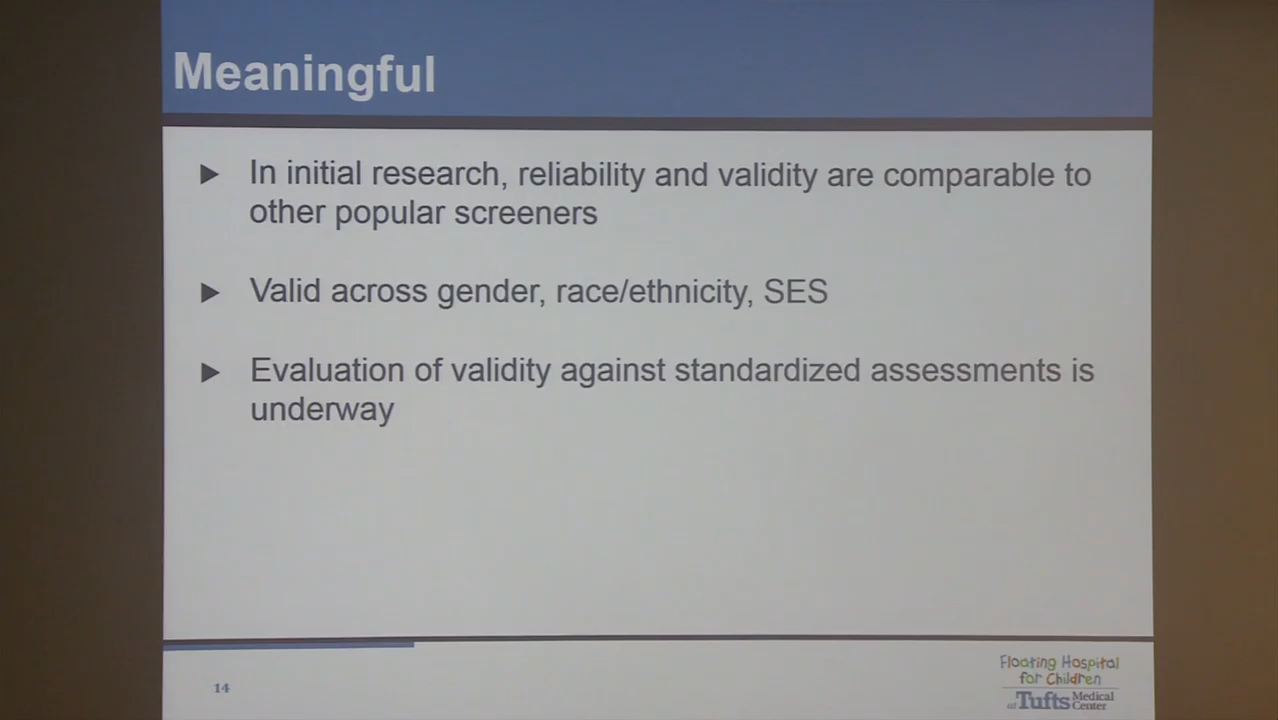 Meaningful
In initial research, reliability and validity are comparable to
other popular screeners
Valid across gender, race/ethnicity, SES
Evaluation of validity against standardized assessments is
underway
14
Floating Hospital
for Children
at Tufts Medical
Center